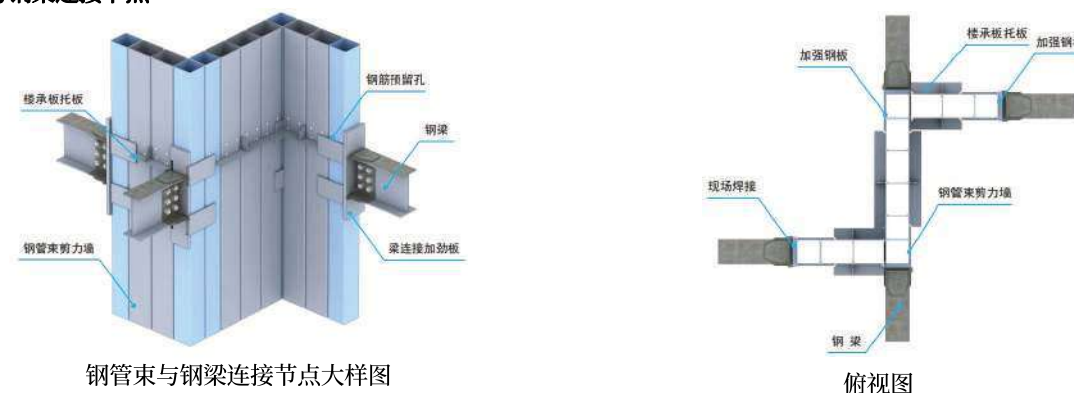 钢筋预留孔
楼承板托板
钢梁
钢管束剪力墙
梁连接加劲板
钢管束与钢梁连接节点大样图
楼承板托板
加强钢板
加强钢
现场焊接
钢管束剪力墙
钢 梁
俯视图